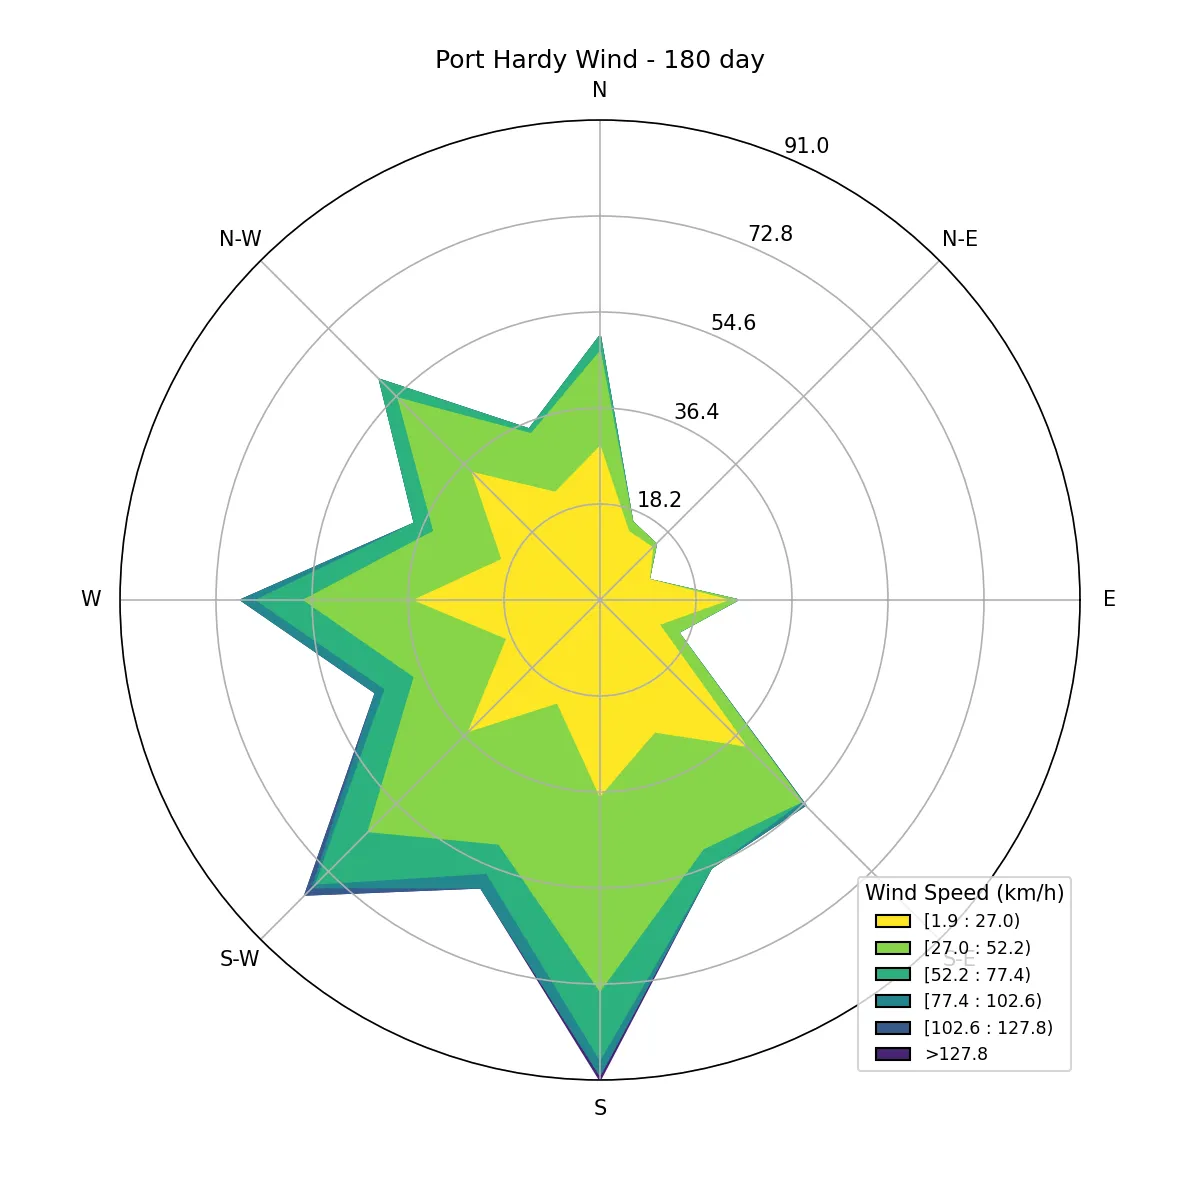 Port Hardy Wind - 180 day
N
91.0
N-W
N-E
72.8
54.6
36.4
18.2
W
E
S-W
S-E
S
Wind Speed (km/h)
[1.9 : 27.0)
[27.0 : 52.2)
[52.2 : 77.4)
[77.4 : 102.6)
[102.6 : 127.8)
>127.8